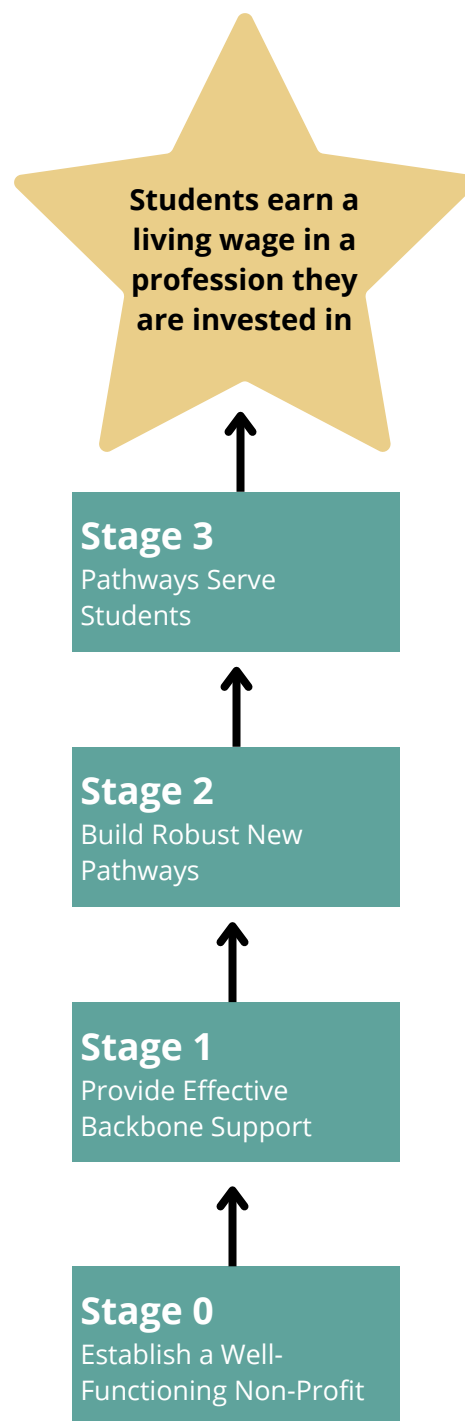 Students earn a
living wage in a
profession they
are invested in
Stage 3
Pathways Serve
Students
Stage 2
Build Robust New
Pathways
Stage 1
Provide Effective
Backbone Support
Stage 0
Establish a Well-
Functioning Non-Profit